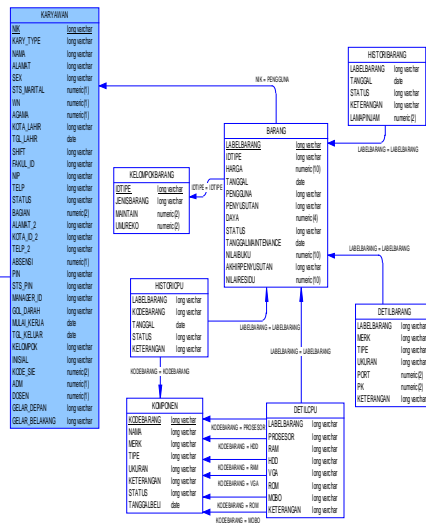 KARYAWAN
NIK long varchar
KARY_TYPE long varchar
NAMA long varchar
ALAMAT long varchar
SEX long varchar
STS_MARITAL numeric(1)
WN numeric(1)
AGAMA numeric(1)
KOTA_LAHIR long varchar
TGL_LAHIR date
SHIFT long varchar
FAKUL_ID long varchar
NIP long varchar
TELP long varchar
STATUS long varchar
BAGIAN numeric(2)
ALAMAT_2 long varchar
KOTA_ID_2 long varchar
TELP_2 long varchar
ABSENSI numeric(1)
PIN long varchar
STS_PIN long varchar
MANAGER_ID long varchar
GOL_DARAH long varchar
MULAI_KERJA date
TGL_KELUAR date
KELOMPOK long varchar
INISIAL long varchar
KODE_SIE numeric(2)
ADM numeric(1)
DOSEN numeric(1)
GELAR_DEPAN long varchar
GELAR_BELAKANG long varchar
NIK = PENGGUNA
HISTORIBARANG
LABELBARANG long varchar
TANGGAL date
STATUS long varchar
KETERANGAN long varchar
LAMAPINJAM numeric(2)
LABELBARANG = LABELBARANG
BARANG
LABELBARANG long varchar
IDTIPE long varchar
HARGA numeric(10)
TANGGAL date
PENGGUNA long varchar
PENYUSUTAN long varchar
DAYA numeric(4)
STATUS long varchar
TANGGALMAINTENANCE date
NILAIBUKU numeric(10)
AKHIRPENYUSUTAN long varchar
NILAIRESIDU numeric(10)
KELOMPOKBARANG
IDTIPE long varchar
JENISBARANG long varchar
MAINTAIN numeric(2)
UMUREKO numeric(2)
IDTIPE = IDTIPE
LABELBARANG = LABELBARANG
HISTORICPU
LABELBARANG long varchar
KODEBARANG long varchar
TANGGAL date
STATUS long varchar
KETERANGAN long varchar
LABELBARANG = LABELBARANG
LABELBARANG = LABELBARANG
DETILBARANG
LABELBARANG long varchar
MERK long varchar
TIPE long varchar
UKURAN long varchar
PORT numeric(2)
PK numeric(2)
KETERANGAN long varchar
KODEBARANG = KODEBARANG
KOMPONEN
KODEBARANG long varchar
NAMA long varchar
MERK long varchar
TIPE long varchar
UKURAN long varchar
KETERANGAN long varchar
STATUS long varchar
TANGGALBELI date
KODEBARANG = PROSESOR
KODEBARANG = HDD
KODEBARANG = RAM
KODEBARANG = VGA
KODEBARANG = ROM
KODEBARANG = MOBO
DETILCPU
LABELBARANG long varchar
PROSESOR long varchar
RAM long varchar
HDD long varchar
VGA long varchar
ROM long varchar
MOBO long varchar
KETERANGAN long varchar